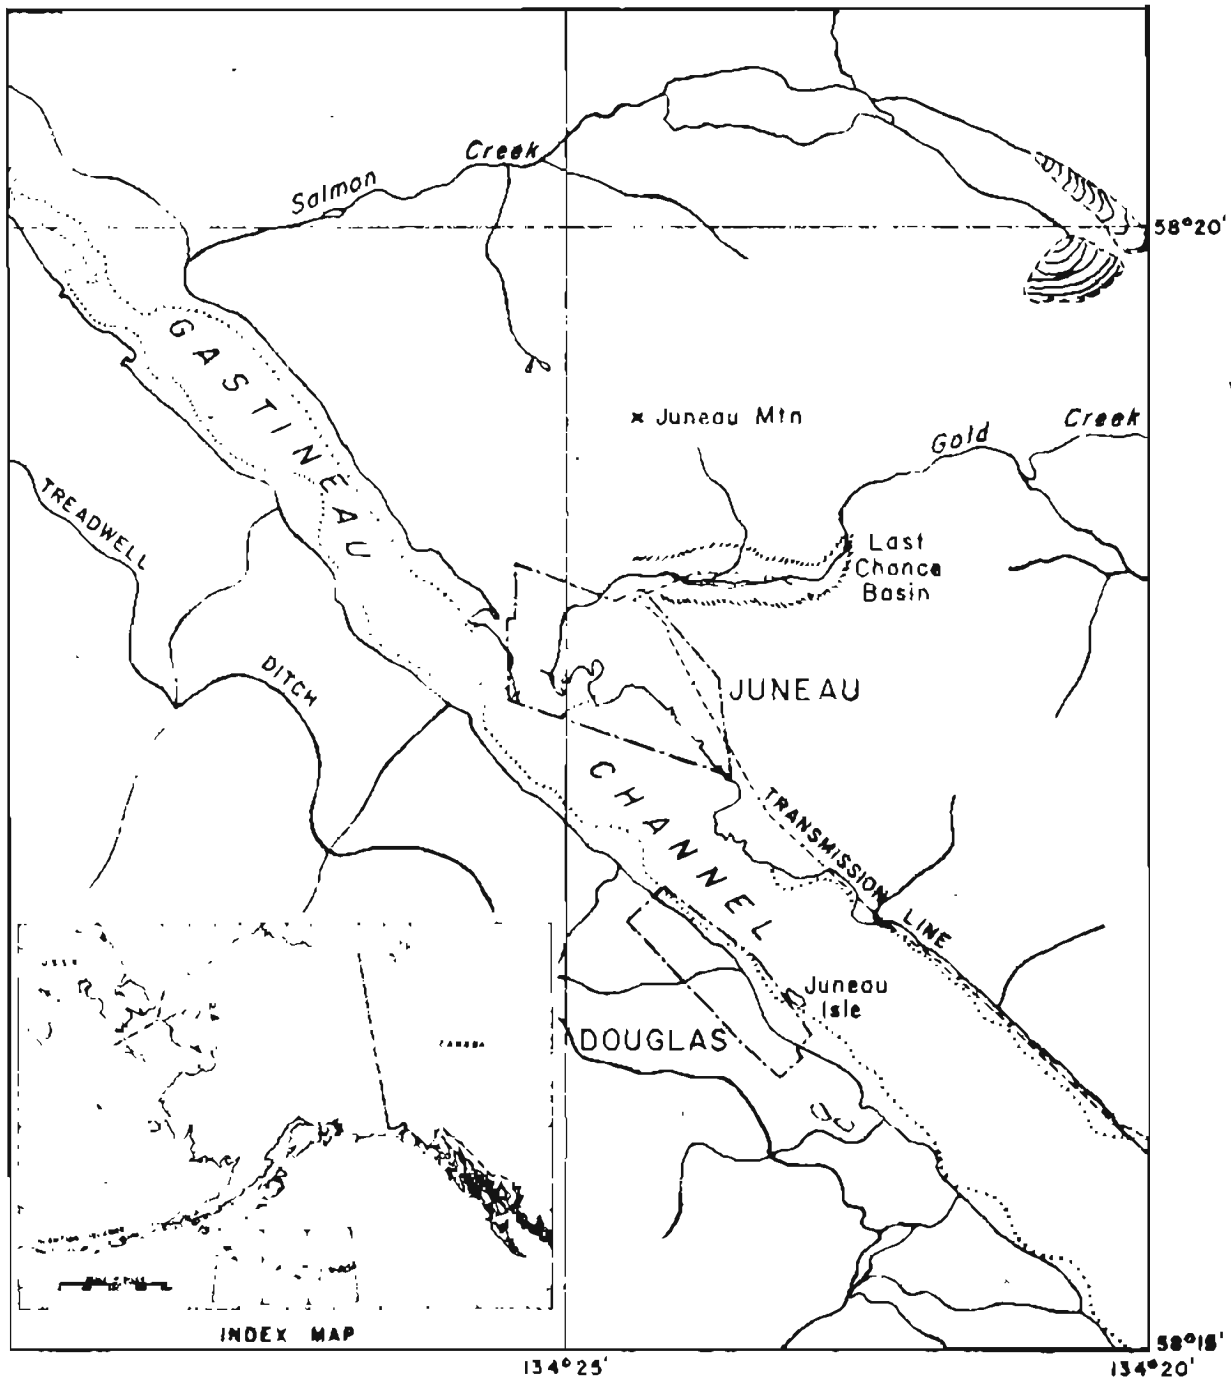 Salmon Creek
58°20'
GASTINEAU
Juneau Mtn
Gold Creek
TREADWELL
Last
Chance
Basin
DITCH
JUNEAU
CHANNEL
TRANSMISSION LINE
Juneau
Isle
DOUGLAS
CANADA
INDEX MAP
58°15'
134°25'
134°20'